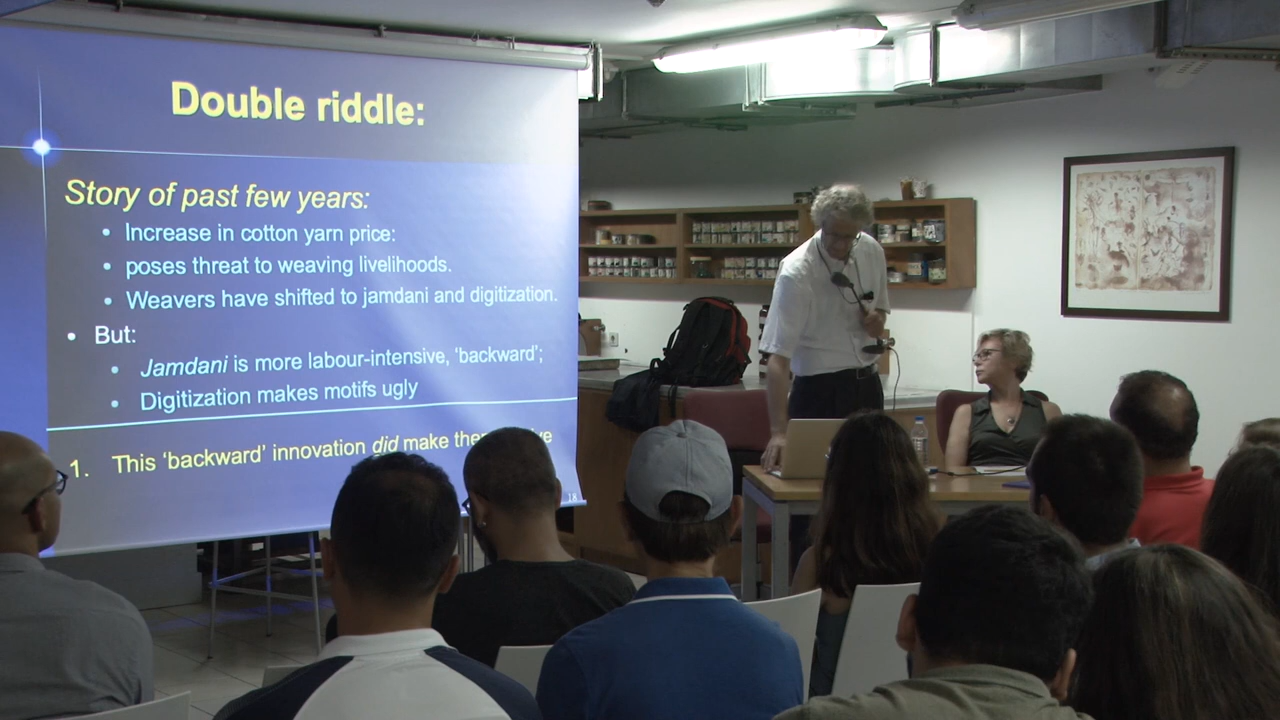 Double riddle:
Story of past few years:
• Increase in cotton yarn price:
• poses threat to weaving livelihoods.
• Weavers have shifted to jamdani and digitization.
• But:
• Jamdani is more labour-intensive, ‘backward’;
• Digitization makes motifs ugly
1. This ‘backward’ innovation did make
18